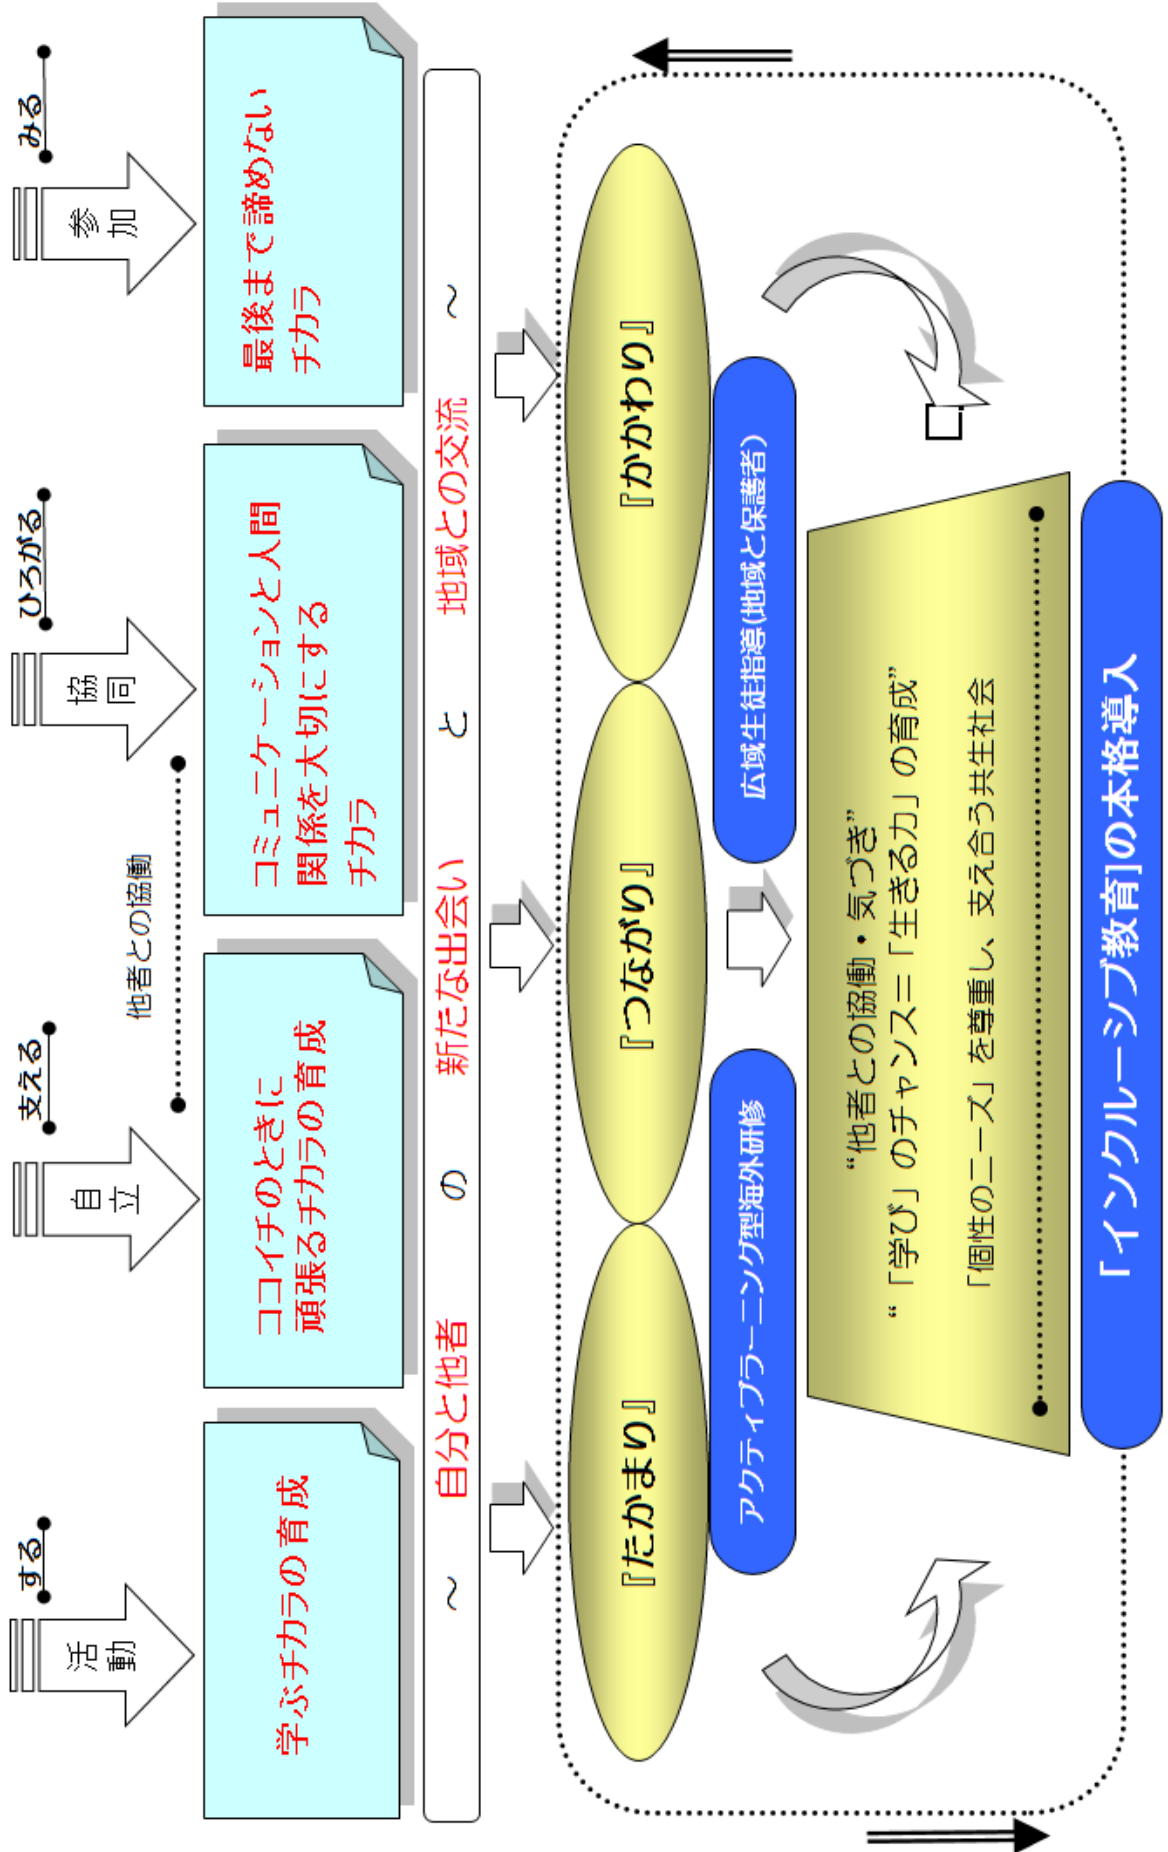 する
支える
ひろがる
みる
活動
自立
協同
参加
他者との協働
学ぶチカラの育成
ココイチのときに
頑張るチカラの育成
コミュニケーションと人間
関係を大切にする
チカラ
最後まで諦めない
チカラ
～ 自分と他者 の 新たな出会い と 地域との交流 ～
『たかまり』
『つながり』
『かかわり』
アクティブラーニング型海外研修
広域生徒指導(地域と保護者)
“他者との協働・気づき”
“「学び」のチャンス＝「生きる力」の育成”
「個性のニーズ」を尊重し、支え合う共生社会
「インクルーシブ教育]の本格導入